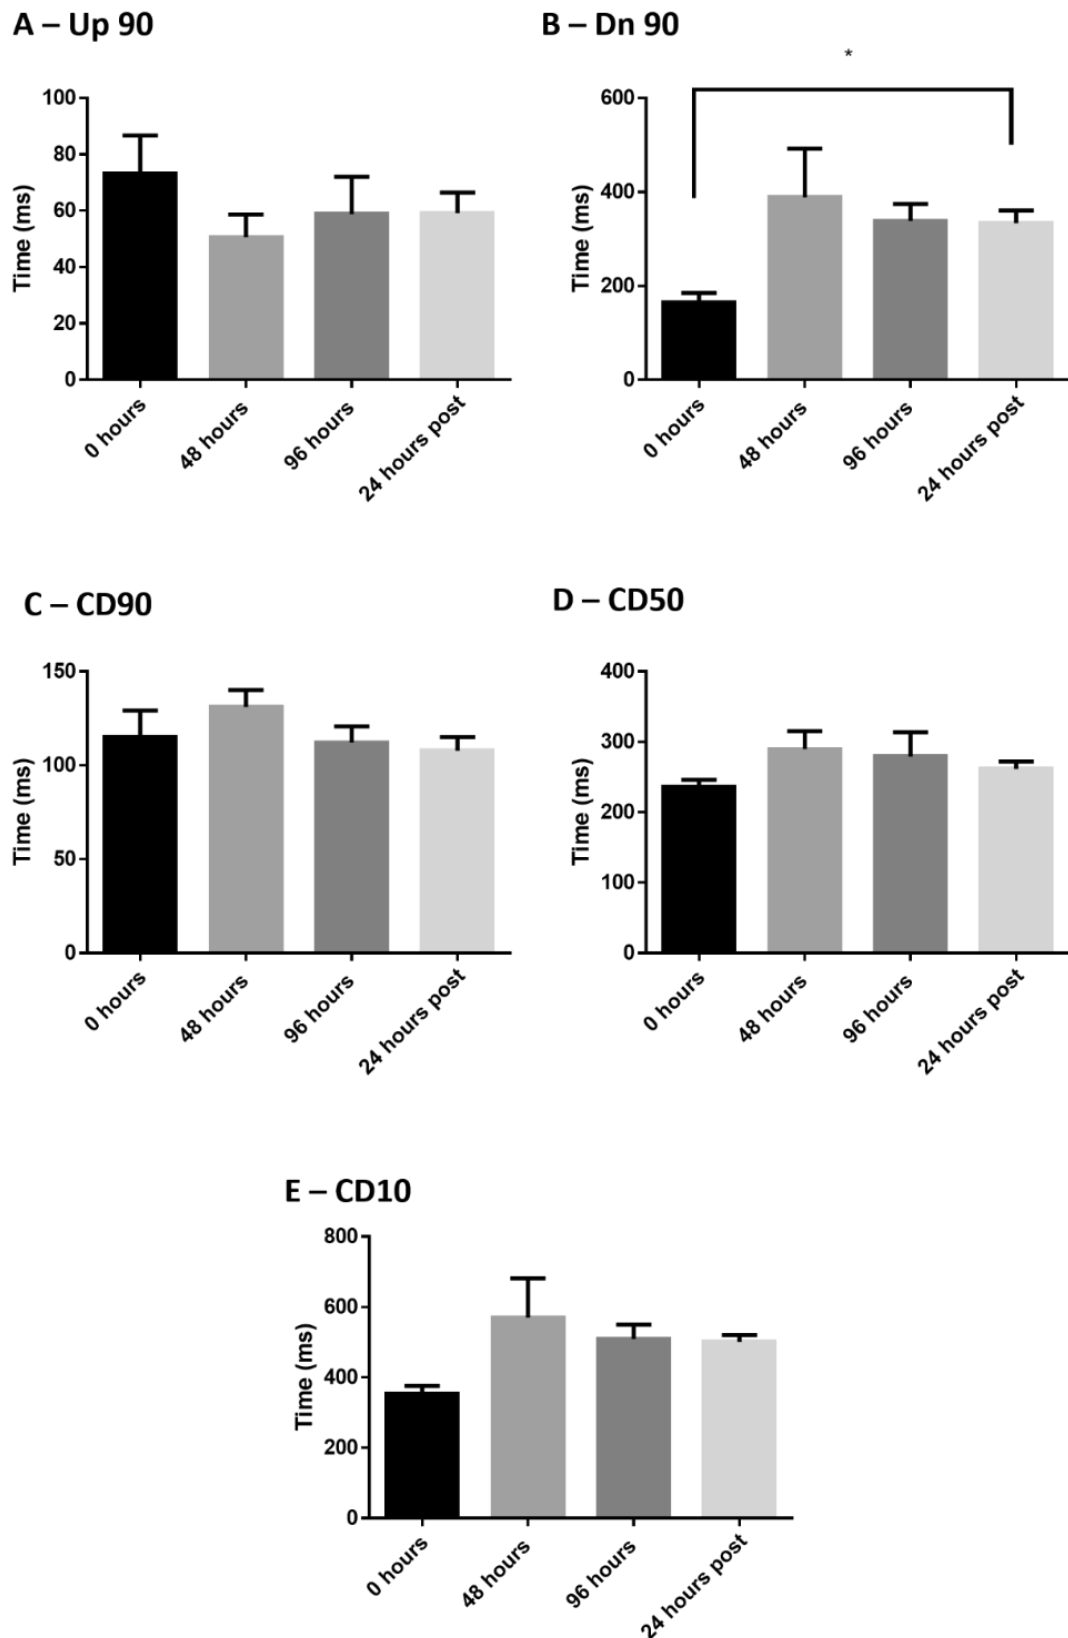 A – Up 90
100
80
60
40
20
0
Time (ms)
0 hours
48 hours
96 hours
24 hours post
B – Dn 90
*
600
400
200
0
Time (ms)
0 hours
48 hours
96 hours
24 hours post
C – CD90
150
100
50
0
Time (ms)
0 hours
48 hours
96 hours
24 hours post
D – CD50
400
300
200
100
0
Time (ms)
0 hours
48 hours
96 hours
24 hours post
E – CD10
800
600
400
200
0
Time (ms)
0 hours
48 hours
96 hours
24 hours post